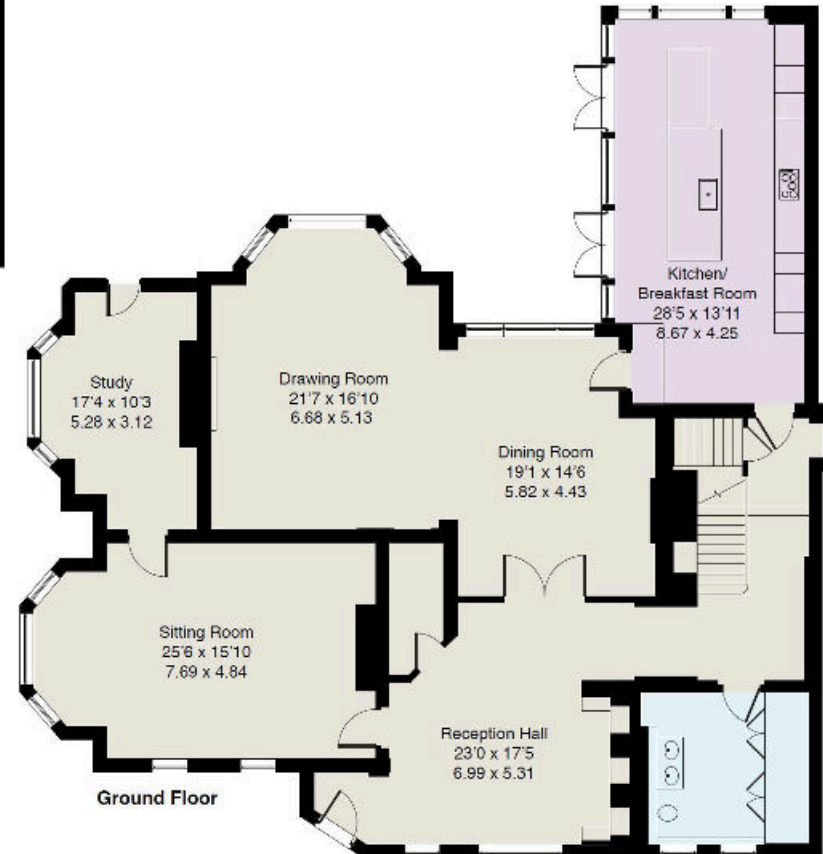 Kitchen/
Breakfast Room
28'5 x 13'11
8.67 x 4.25
Study
17'4 x 10'3
5.28 x 3.12
Drawing Room
21'7 x 16'10
6.68 x 5.13
Dining Room
19'1 x 14'6
5.82 x 4.43
Sitting Room
25'6 x 15'10
7.69 x 4.84
Reception Hall
23'0 x 17'5
6.99 x 5.31
Ground Floor